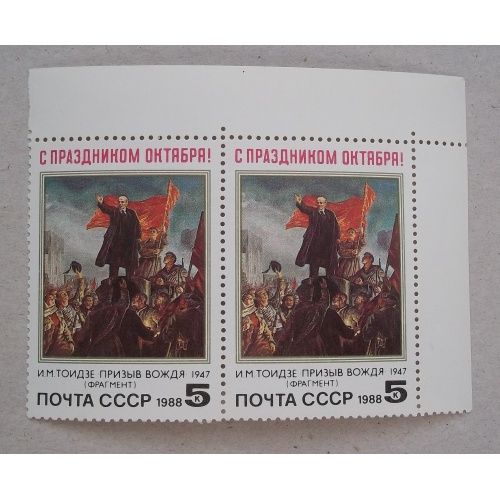 С ПРАЗДНИКОМ ОКТЯБРЯ!
И.М.ТОИДЗЕ ПРИЗЫВ ВОЖДЯ 1947
(ФРАГМЕНТ)
ПОЧТА СССР 1988 5 К
С ПРАЗДНИКОМ ОКТЯБРЯ!
И.М.ТОИДЗЕ ПРИЗЫВ ВОЖДЯ 1947
(ФРАГМЕНТ)
ПОЧТА СССР 1988 5 К